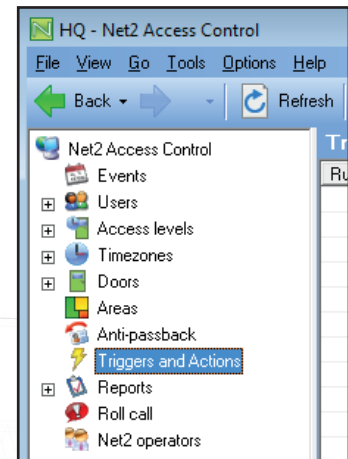 HQ - Net2 Access Control
File View Go Tools Options Help
Back Refresh
Net2 Access Control
Events
Users
Access levels
Timezones
Doors
Areas
Anti-passback
Triggers and Actions
Reports
Roll call
Net2 operators